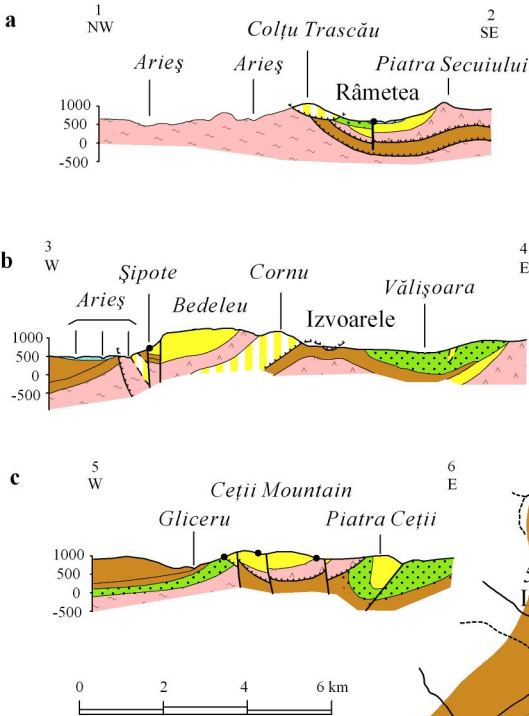 a
1
NW
2
SE
Colţu Trascău
Arieş Arieş Piatra Secuiului
Râmetea
1000
500
0
-500
b
3
W
4
E
Şipote Cornu
Arieş Bedeleu Izvoarele Vălişoara
1000
500
0
-500
c
5
W
6
E
Ceţii Mountain
Gliceru Piatra Ceţii
1000
500
0
-500
0 2 4 6 km